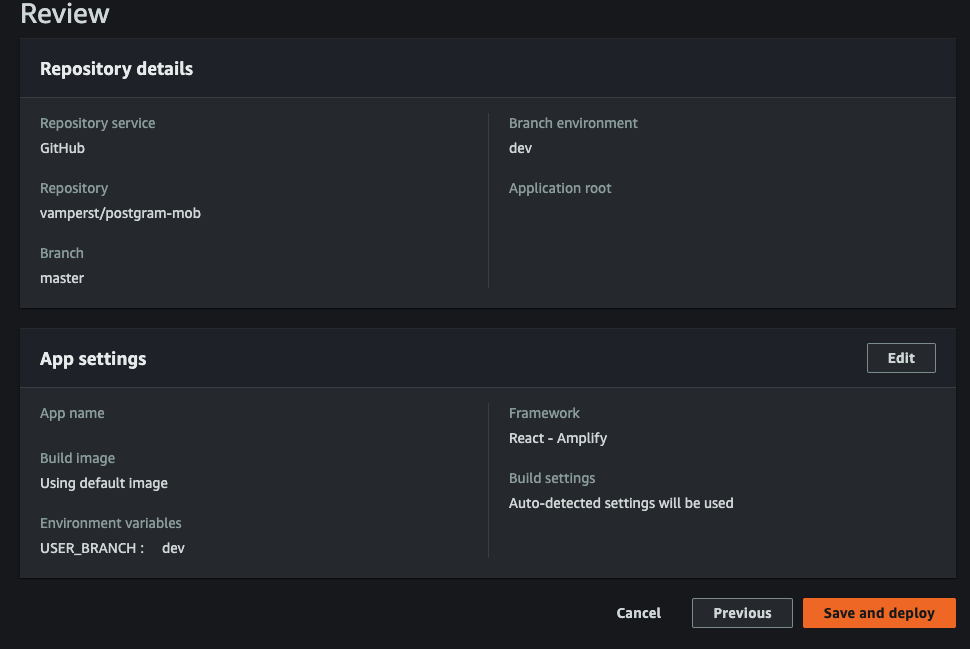 Review
Repository details
Repository service
GitHub
Repository
vamperst/postgram-mob
Branch
master
Branch environment
dev
Application root
App settings
Edit
App name
Build image
Using default image
Environment variables
USER_BRANCH : dev
Framework
React - Amplify
Build settings
Auto-detected settings will be used
Cancel
Previous
Save and deploy